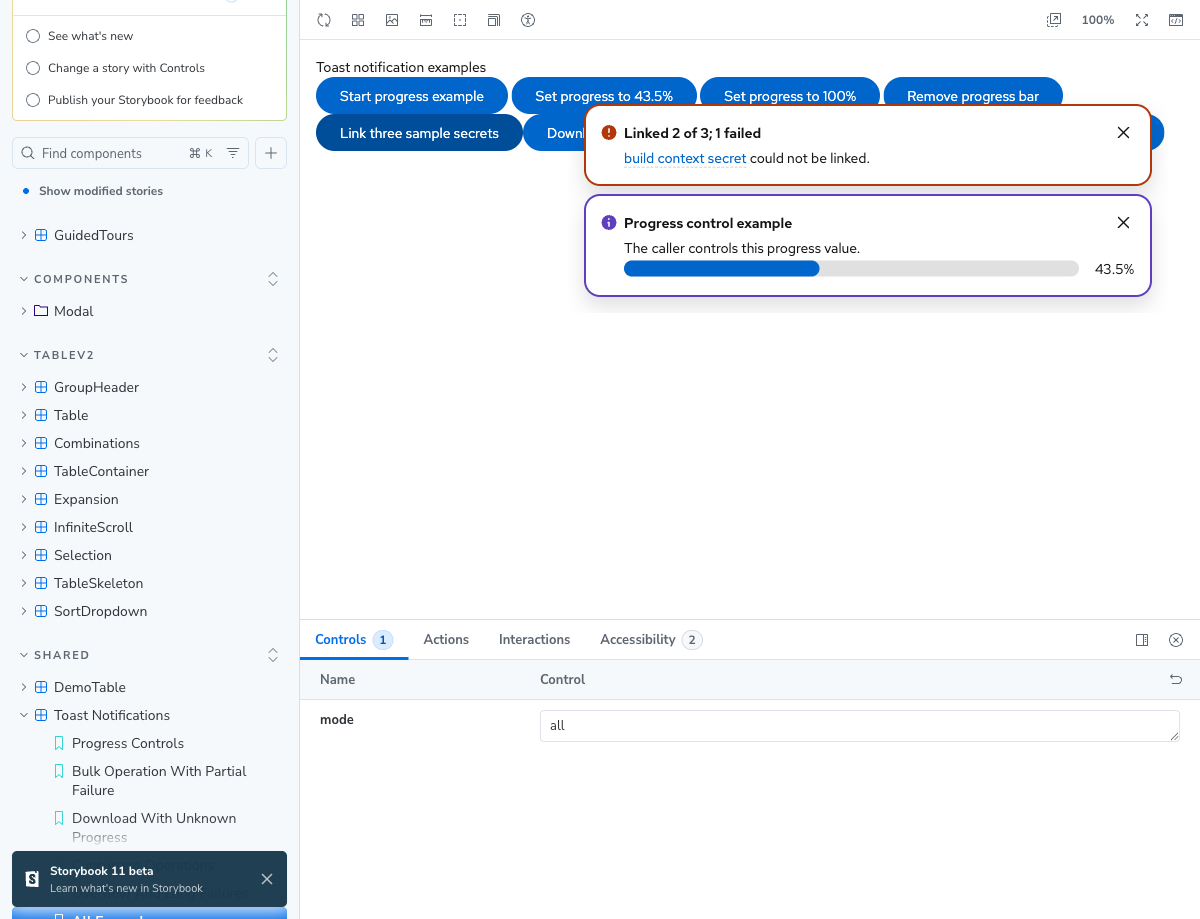 See what's new
Change a story with Controls
Publish your Storybook for feedback
Find components
⌘ K
Show modified stories
GuidedTours
COMPONENTS
Modal
TABLEV2
GroupHeader
Table
Combinations
TableContainer
Expansion
InfiniteScroll
Selection
TableSkeleton
SortDropdown
SHARED
DemoTable
Toast Notifications
Progress Controls
Bulk Operation With Partial
Failure
Download With Unknown
Progress
Storybook 11 beta
Learn what's new in Storybook
100%
Toast notification examples
Start progress example
Set progress to 43.5%
Set progress to 100%
Remove progress bar
Link three sample secrets
Linked 2 of 3; 1 failed
build context secret could not be linked.
Progress control example
The caller controls this progress value.
43.5%
Controls 1
Actions
Interactions
Accessibility 2
Name
Control
mode
all